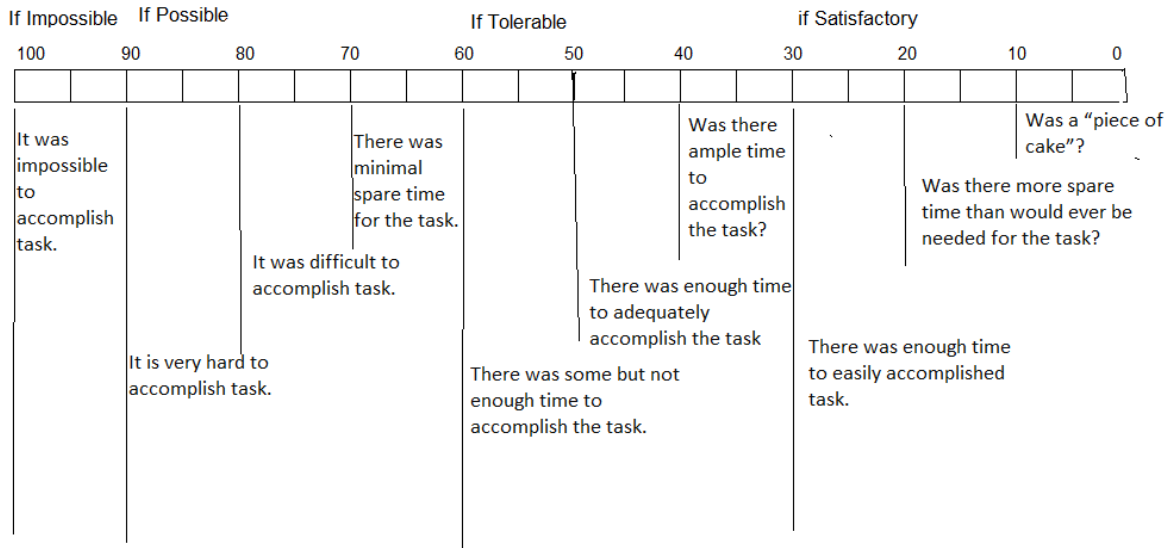 If Impossible
If Possible
If Tolerable
if Satisfactory
100
90
80
70
60
50
40
30
20
10
0
It was
impossible
to
accomplish
task.
It is very hard to
accomplish task.
It was difficult to
accomplish task.
There was
minimal
spare time
for the task.
There was some but not
enough time to
accomplish the task.
There was enough time
to adequately
accomplish the task
Was there
ample time
to
accomplish
the task?
There was enough time
to easily accomplished
task.
Was there more spare
time than would ever be
needed for the task?
Was a “piece of
cake”?